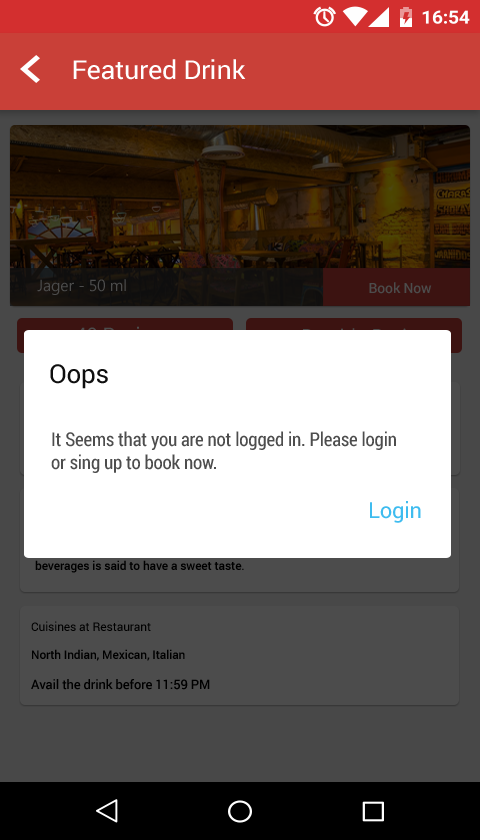 16:54
Featured Drink
Jager - 50 ml
Book Now
Oops
It Seems that you are not logged in. Please login
or sing up to book now.
Login
beverages is said to have a sweet taste.
Cuisines at Restaurant
North Indian, Mexican, Italian
Avail the drink before 11:59 PM